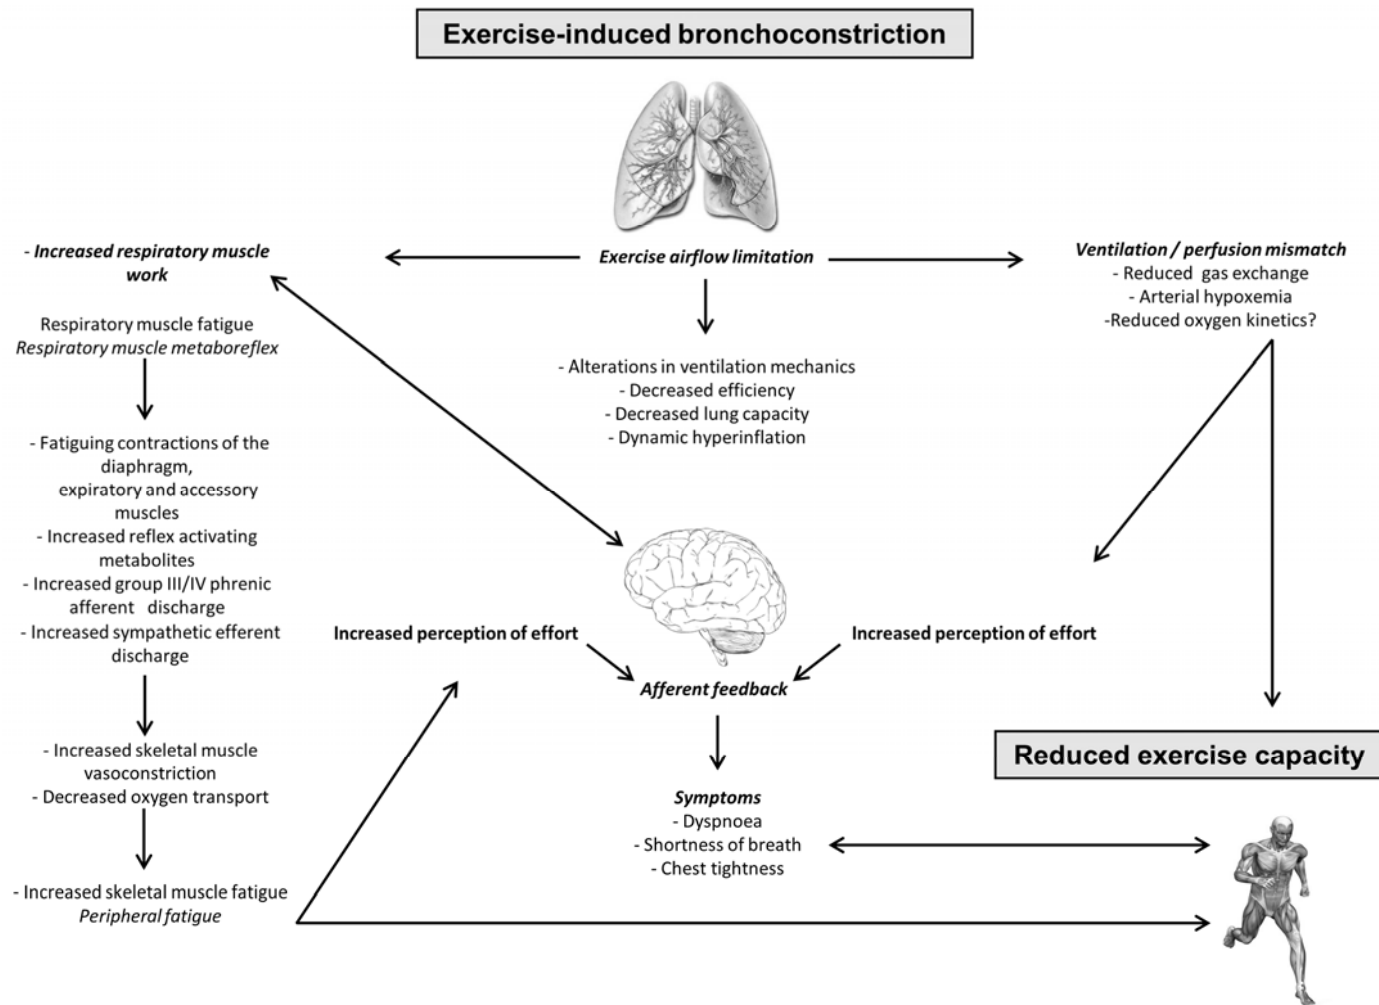 Exercise-induced bronchoconstriction
- Increased respiratory muscle
work
Respiratory muscle fatigue
Respiratory muscle metaboreflex
- Fatiguing contractions of the
diaphragm,
expiratory and accessory
muscles
- Increased reflex activating
metabolites
- Increased group III/IV phrenic
afferent discharge
- Increased sympathetic efferent
discharge
- Increased skeletal muscle
vasoconstriction
- Decreased oxygen transport
- Increased skeletal muscle fatigue
Peripheral fatigue
Exercise airflow limitation
- Alterations in ventilation mechanics
- Decreased efficiency
- Decreased lung capacity
- Dynamic hyperinflation
Ventilation / perfusion mismatch
- Reduced gas exchange
- Arterial hypoxemia
-Reduced oxygen kinetics?
Increased perception of effort
Increased perception of effort
Afferent feedback
Symptoms
- Dyspnoea
- Shortness of breath
- Chest tightness
Reduced exercise capacity